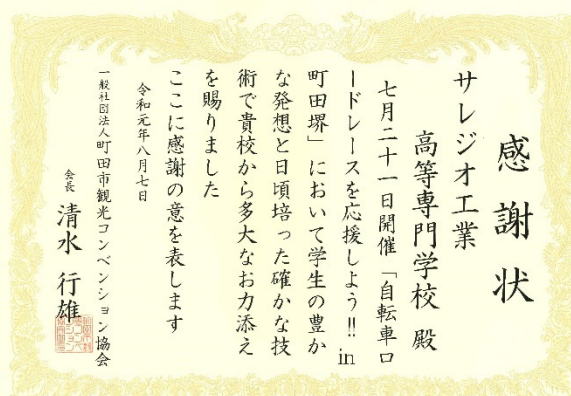 感謝状
サレジオ工業
高等専門学校 殿
七月二十一日開催「自転車ロ
ードレースを応援しよう!! in
町田堺」において学生の豊か
な発想と日頃培った確かな技
術で貴校から多大なお力添え
を賜りました
ここに感謝の意を表します
令和元年八月七日
一般社団法人町田市観光コンベンション協会
会長 清水 行雄